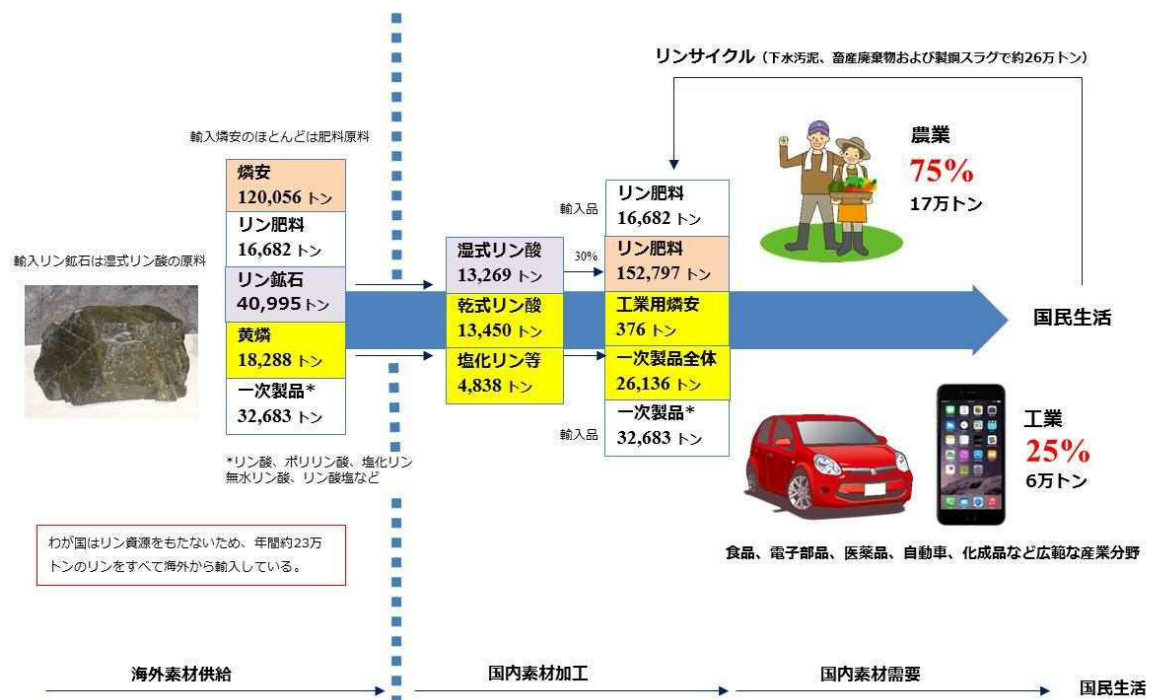 リンサイクル（下水汚泥、畜産廃棄物および製鋼スラグで約26万トン）
輸入燐安のほとんどは肥料原料
燐安
120,056 トン
リン肥料
16,682 トン
リン鉱石
40,995トン
黄燐
18,288 トン
一次製品*
32,683 トン
*リン酸、ポリリン酸、塩化リン
無水リン酸、リン酸塩など
輸入リン鉱石は湿式リン酸の原料
わが国はリン資源をもたないため、年間約23万
トンのリンをすべて海外から輸入している。
湿式リン酸
13,269 トン
乾式リン酸
13,450 トン
塩化リン等
4,838 トン
30%
輸入品
リン肥料
16,682 トン
リン肥料
152,797 トン
工業用燐安
376 トン
一次製品全体
26,136 トン
輸入品
一次製品*
32,683 トン
農業
75%
17万トン
国民生活
工業
25%
6万トン
食品、電子部品、医薬品、自動車、化成品など広範な産業分野
海外素材供給
国内素材加工
国内素材需要
国民生活